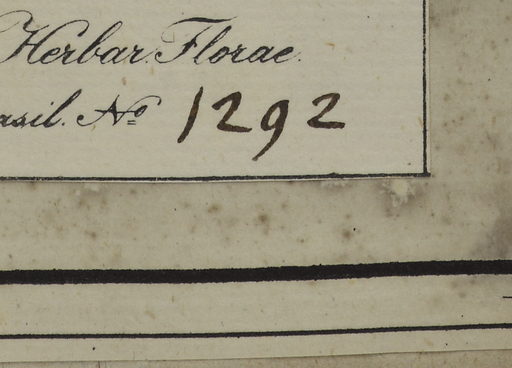 Herbar. Florae.
asil. No 1292